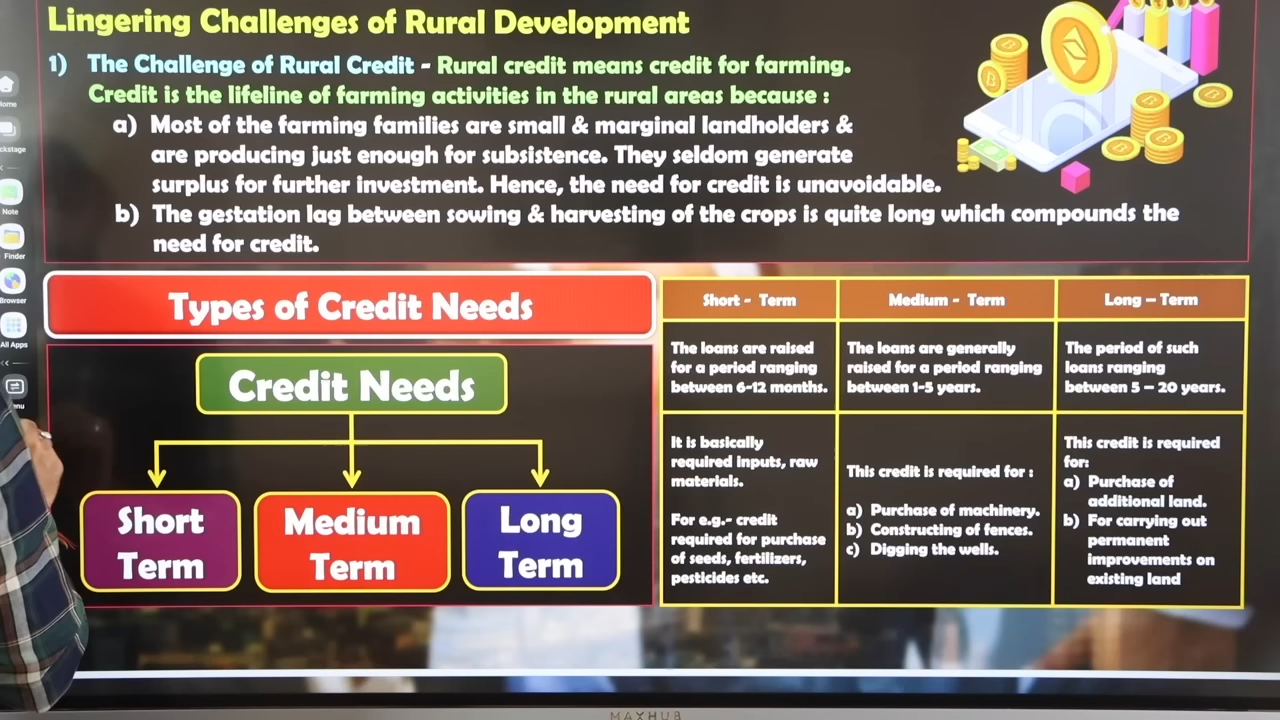 Lingering Challenges of Rural Development
1) The Challenge of Rural Credit - Rural credit means credit for farming.
Credit is the lifeline of farming activities in the rural areas because :
a) Most of the farming families are small & marginal landholders &
are producing just enough for subsistence. They seldom generate
surplus for further investment. Hence, the need for credit is unavoidable.
b) The gestation lag between sowing & harvesting of the crops is quite long which compounds the
need for credit.
Home
ckstage
Note
Finder
Browser
All Apps
enu
Types of Credit Needs
Credit Needs
Short
Term
Medium
Term
Long
Term
Short - Term
The loans are raised
for a period ranging
between 6-12 months.
It is basically
required inputs, raw
materials.
For e.g.- credit
required for purchase
of seeds, fertilizers,
pesticides etc.
Medium - Term
The loans are generally
raised for a period ranging
between 1-5 years.
This credit is required for :
a) Purchase of machinery.
b) Constructing of fences.
c) Digging the wells.
Long – Term
The period of such
loans ranging
between 5 – 20 years.
This credit is required
for:
a) Purchase of
additional land.
b) For carrying out
permanent
improvements on
existing land
MAXHUB